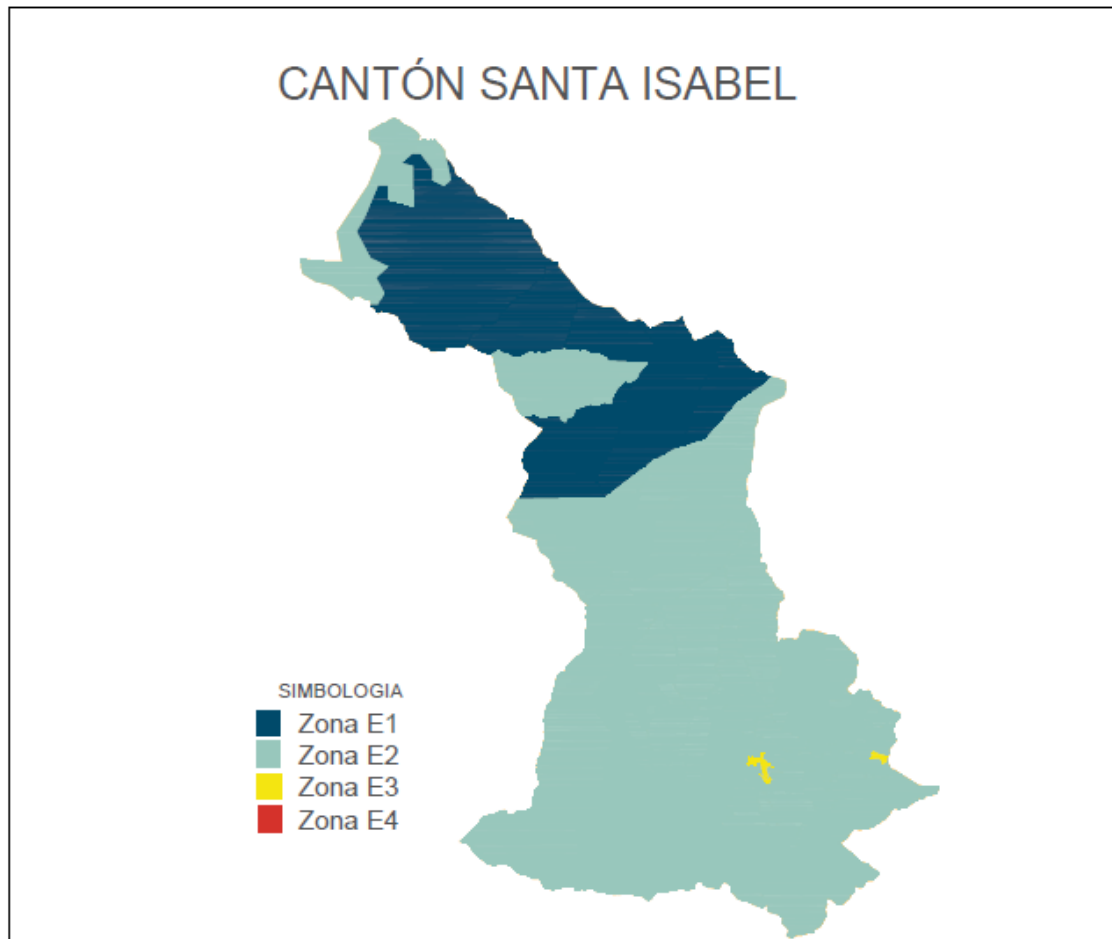 CANTÓN SANTA ISABEL
SIMBOLOGIA
Zona E1
Zona E2
Zona E3
Zona E4